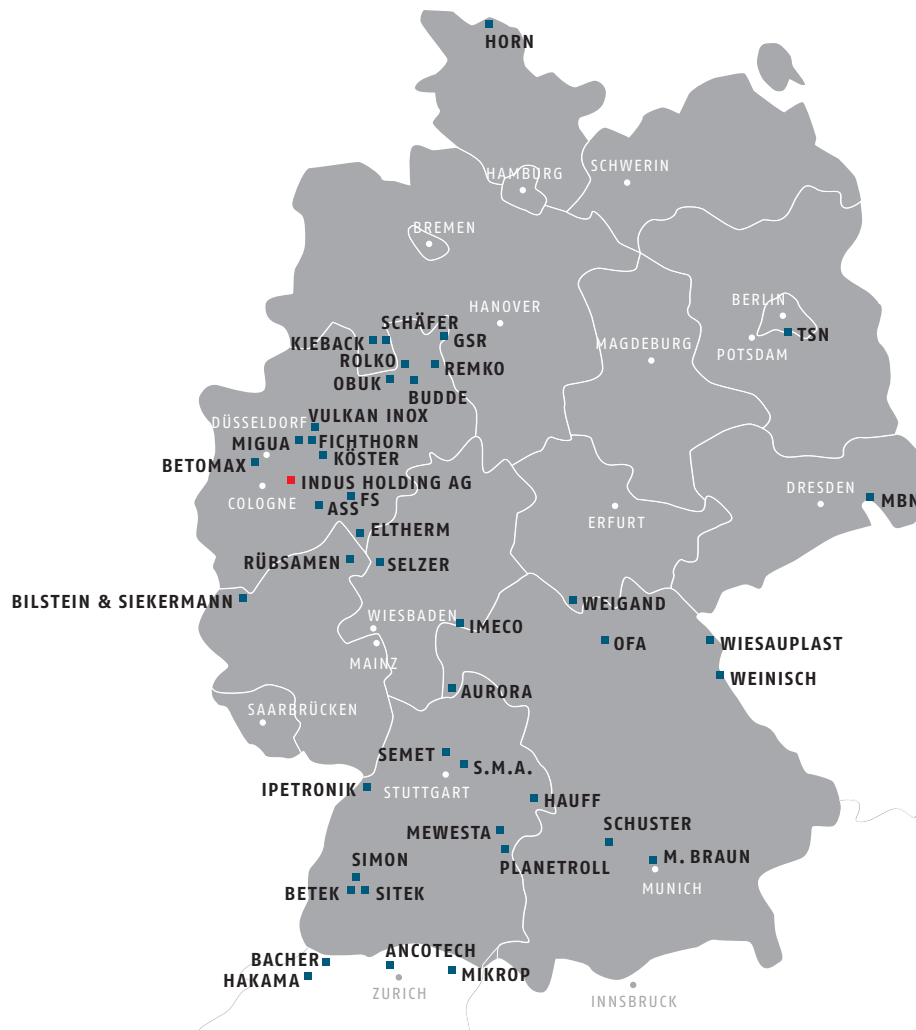 HORN
SCHWERIN
HAMBURG
BREMEN
HANOVER
BERLIN
TSN
POTSDAM
MAGDEBURG
SCHÄFER
KIEBACK
GSR
ROLKO
REMKO
OBUK
BUDDE
VULKAN INOX
DÜSSELDORF
MIGUA
FICHTHORN
KÖSTER
BETOMAX
INDUS HOLDING AG
COLOGNE
FS
ASS
DRESDEN
MBN
ERFURT
ELTHERM
RÜBSAMEN
SELZER
BILSTEIN & SIEKERMANN
WEIGAND
WIESBADEN
IMECO
OFA
WIESAUPLAST
MAINZ
WEINISCH
AURORA
SAARBRÜCKEN
SEMET
S.M.A.
IPETRONIK
STUTTGART
HAUFF
SCHUSTER
MEWESTA
M. BRAUN
PLANETROLL
SIMON
MUNICH
BETEK
SITEK
ANCOTECH
BACHER
MIKROP
HAKAMA
ZURICH
INNSBRUCK